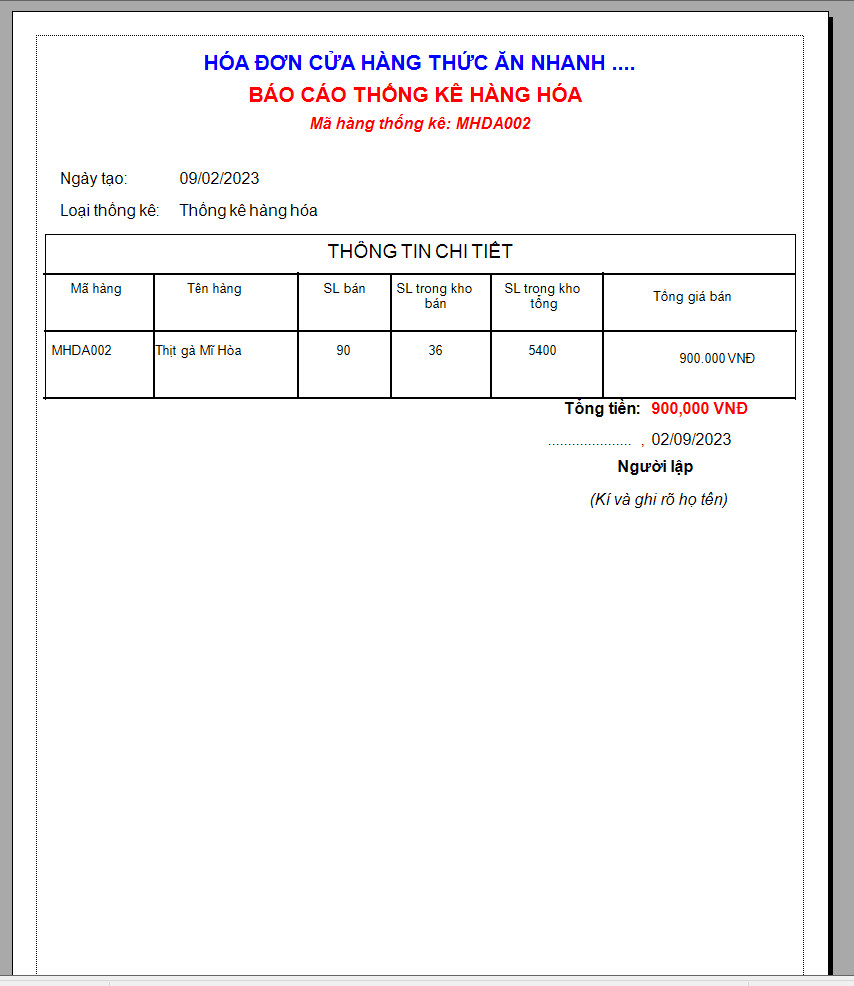 HÓA ĐƠN CỬA HÀNG THỨC ĂN NHANH ....
BÁO CÁO THỐNG KÊ HÀNG HÓA
Mã hàng thống kê: MHDA002
Ngày tạo: 09/02/2023
Loại thống kê: Thống kê hàng hóa
THÔNG TIN CHI TIẾT
Mã hàng Tên hàng SL bán SL trong kho bán SL trong kho tổng Tổng giá bán
MHDA002 Thịt gà Mĩ Hòa 90 36 5400 900.000 VNĐ
Tổng tiền: 900,000 VNĐ
..................... , 02/09/2023
Người lập
(Kí và ghi rõ họ tên)